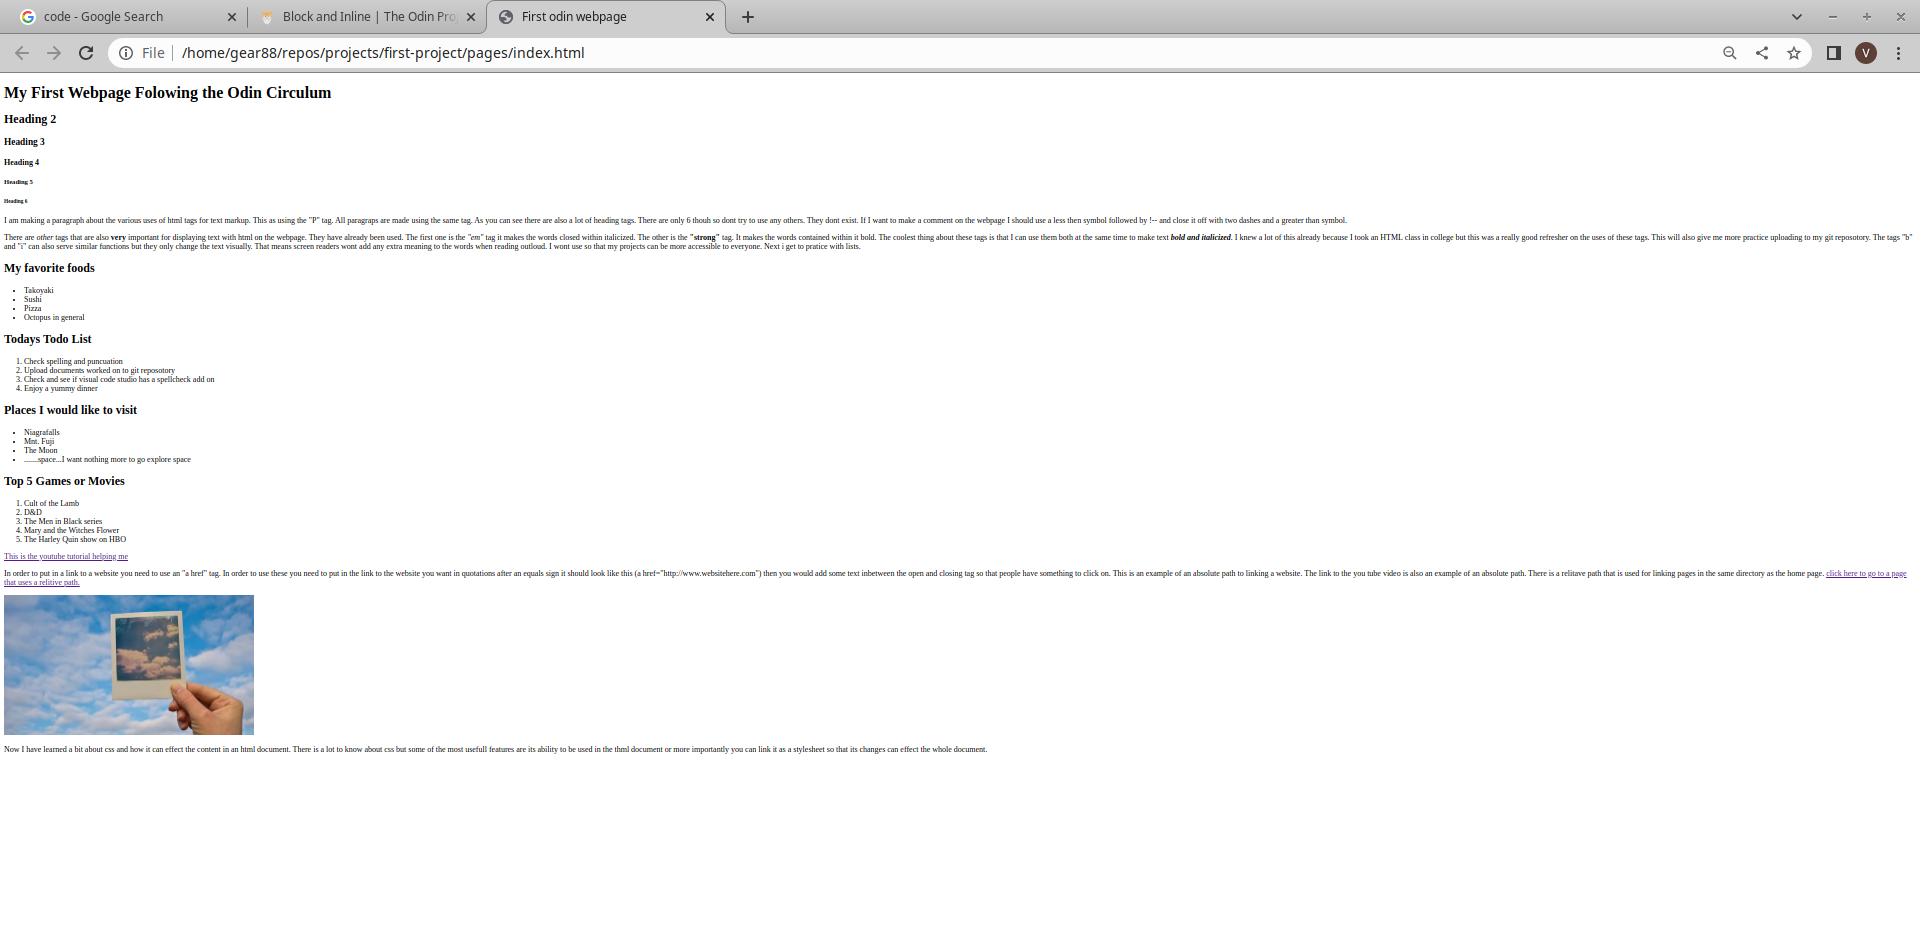 code - Google Search
Block and Inline | The Odin Pro
First odin webpage
File
/home/gear88/repos/projects/first-project/pages/index.html
V
My First Webpage Folowing the Odin Circulum
Heading 2
Heading 3
Heading 4
Heading 5
Heading 6
I am making a paragraph about the various uses of html tags for text markup. This as using the "P" tag. All paragraps are made using the same tag. As you can see there are also a lot of heading tags. There are only 6 thouh so dont try to use any others. They dont exist. If I want to make a comment on the webpage I should use a less then symbol followed by !-- and close it off with two dashes and a greater than symbol.
There are other tags that are also very important for displaying text with html on the webpage. They have already been used. The first one is the "em" tag it makes the words closed within italicized. The other is the "strong" tag. It makes the words contained within it bold. The coolest thing about these tags is that I can use them both at the same time to make text bold and italicized. I knew a lot of this already because I took an HTML class in college but this was a really good refresher on the uses of these tags. This will also give me more practice uploading to my git reposotory. The tags "b"
and "i" can also serve similar functions but they only change the text visually. That means screen readers wont add any extra meaning to the words when reading outloud. I wont use so that my projects can be more accessible to everyone. Next i get to pratice with lists.
My favorite foods
• Takoyaki
• Sushi
• Pizza
• Octopus in general
Todays Todo List
1. Check spelling and puncuation
2. Upload documents worked on to git reposotory
3. Check and see if visual code studio has a spellcheck add on
4. Enjoy a yummy dinner
Places I would like to visit
• Niagrafalls
• Mnt. Fuji
• The Moon
• .......space...I want nothing more to go explore space
Top 5 Games or Movies
1. Cult of the Lamb
2. D&D
3. The Men in Black series
4. Mary and the Witches Flower
5. The Harley Quin show on HBO
This is the youtube tutorial helping me
In order to put in a link to a website you need to use an "a href" tag. In order to use these you need to put in the link to the website you want in quotations after an equals sign it should look like this (a href="http://www.websitehere.com") then you would add some text inbetween the open and closing tag so that people have something to click on. This is an example of an absolute path to linking a website. The link to the you tube video is also an example of an absolute path. There is a relitave path that is used for linking pages in the same directory as the home page. click here to go to a page
that uses a relitive path.
Now I have learned a bit about css and how it can effect the content in an html document. There is a lot to know about css but some of the most usefull features are its ability to be used in the thml document or more importantly you can link it as a stylesheet so that its changes can effect the whole document.